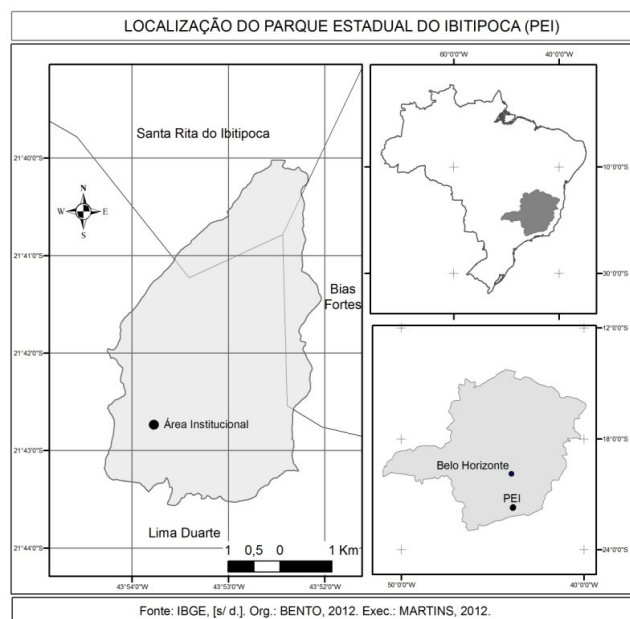 LOCALIZAÇÃO DO PARQUE ESTADUAL DO IBITIPOCA (PEI)
Santa Rita do Ibitipoca
21°40'0"S
N
W E
S
21°41'0"S
Bias
Fortes
21°42'0"S
Área Institucional
21°43'0"S
Lima Duarte
21°44'0"S
1 0,5 0 1 Km
43°54'0"W 43°53'0"W 43°52'0"W
60°0'0"W 40°0'0"W
10°0'0"S
30°0'0"S
12°0'0"S
18°0'0"S
Belo Horizonte
PEI
24°0'0"S
50°0'0"W 40°0'0"W
Fonte: IBGE, [s/ d.]. Org.: BENTO, 2012. Exec.: MARTINS, 2012.